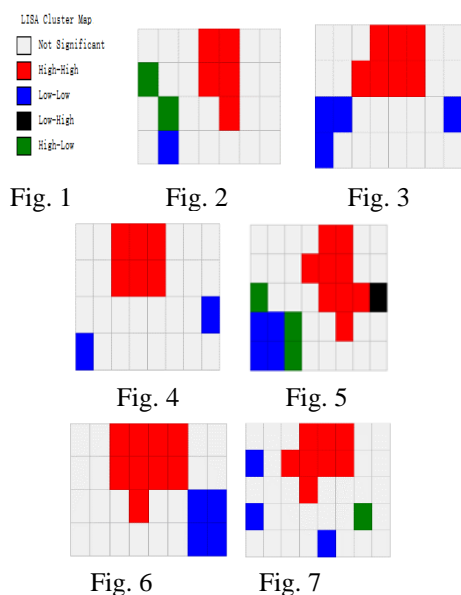 LISA Cluster Map
Not Significant
High-High
Low-Low
Low-High
High-Low
Fig. 1
Fig. 2
Fig. 3
Fig. 4
Fig. 5
Fig. 6
Fig. 7